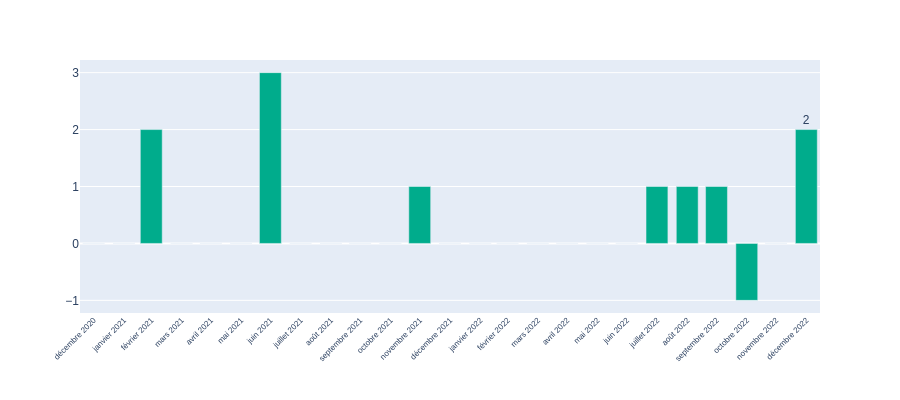 3
2
2
1
0
−1
décembre 2020
janvier 2021
février 2021
mars 2021
avril 2021
mai 2021
juin 2021
juillet 2021
août 2021
septembre 2021
octobre 2021
novembre 2021
décembre 2021
janvier 2022
février 2022
mars 2022
avril 2022
mai 2022
juin 2022
juillet 2022
août 2022
septembre 2022
octobre 2022
novembre 2022
décembre 2022